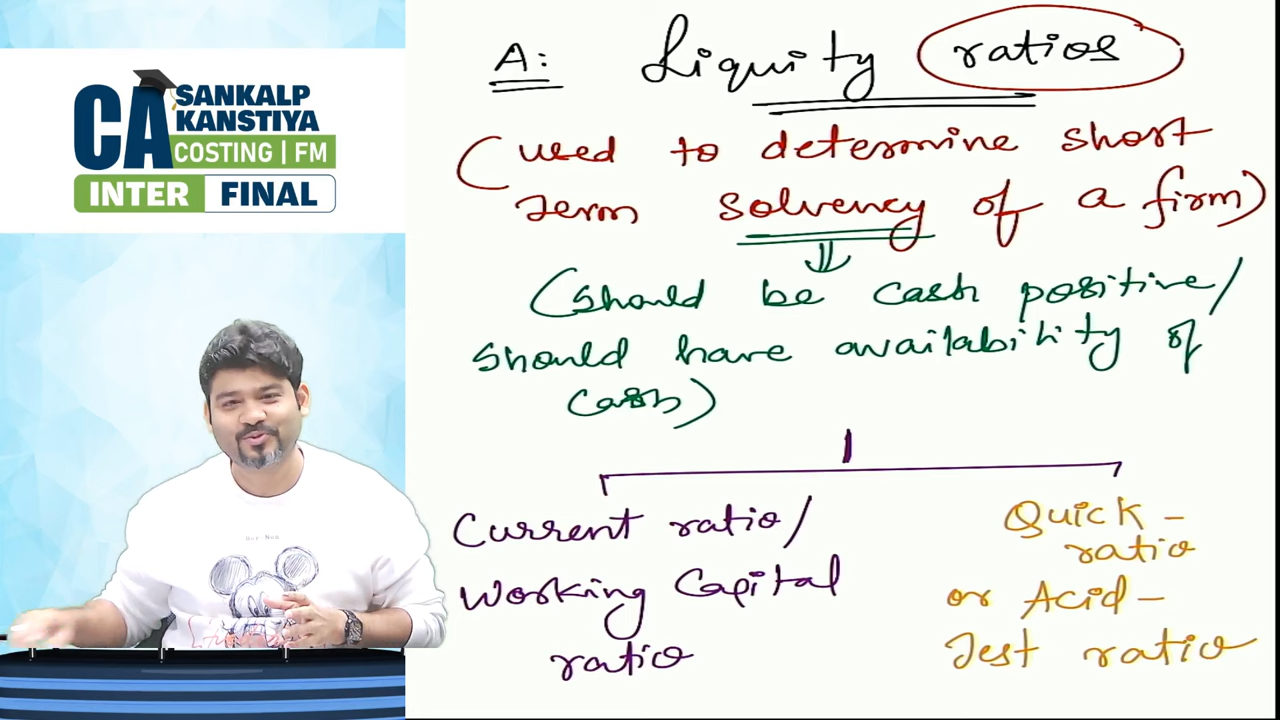 CA SANKALP
KANSTIYA
COSTING | FM
INTER FINAL
A: Liquity ratios
(used to determine short
term solvency of a firm)
(should be cash positive/
should have availability of
cash)
Current ratio/
Working Capital
ratio
Quick -
ratio
or Acid -
Test ratio